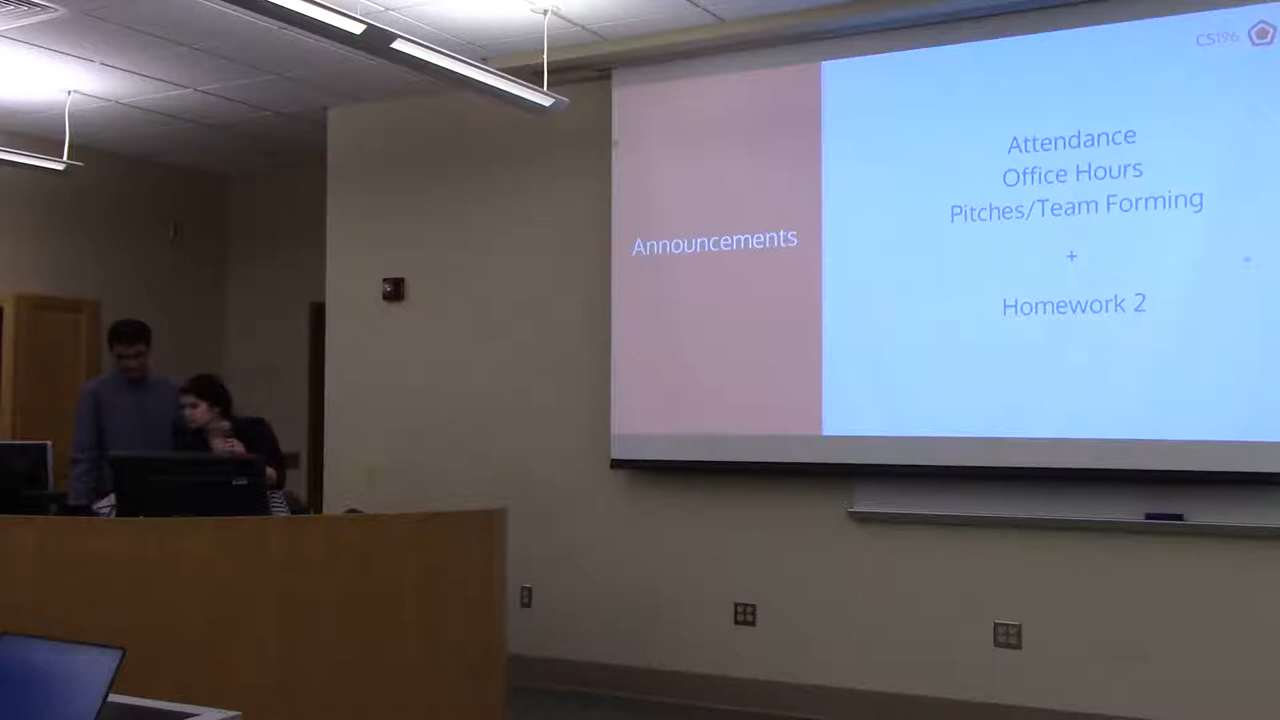 CS196
Announcements
Attendance
Office Hours
Pitches/Team Forming
+
Homework 2